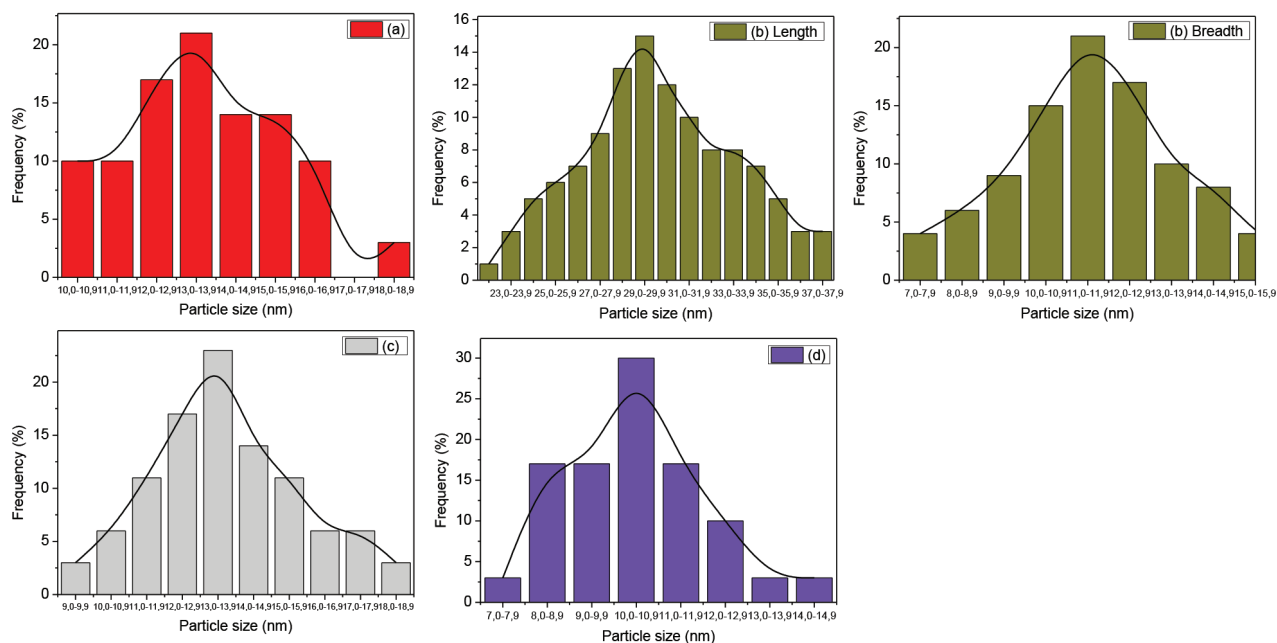 (a)
Frequency (%)
20
15
10
5
0
10,0-10,9 11,0-11,9 12,0-12,9 13,0-13,9 14,0-14,9 15,0-15,9 16,0-16,9 17,0-17,9 18,0-18,9
Particle size (nm)
(b) Length
Frequency (%)
16
14
12
10
8
6
4
2
0
23,0-23,9 25,0-25,9 27,0-27,9 29,0-29,9 31,0-31,9 33,0-33,9 35,0-35,9 37,0-37,9
Particle size (nm)
(b) Breadth
Frequency (%)
20
15
10
5
0
7,0-7,9 8,0-8,9 9,0-9,9 10,0-10,9 11,0-11,9 12,0-12,9 13,0-13,9 14,0-14,9 15,0-15,9
Particle size (nm)
(c)
Frequency (%)
20
15
10
5
0
9,0-9,9 10,0-10,9 11,0-11,9 12,0-12,9 13,0-13,9 14,0-14,9 15,0-15,9 16,0-16,9 17,0-17,9 18,0-18,9
Particle size (nm)
(d)
Frequency (%)
30
25
20
15
10
5
0
7,0-7,9 8,0-8,9 9,0-9,9 10,0-10,9 11,0-11,9 12,0-12,9 13,0-13,9 14,0-14,9
Particle size (nm)